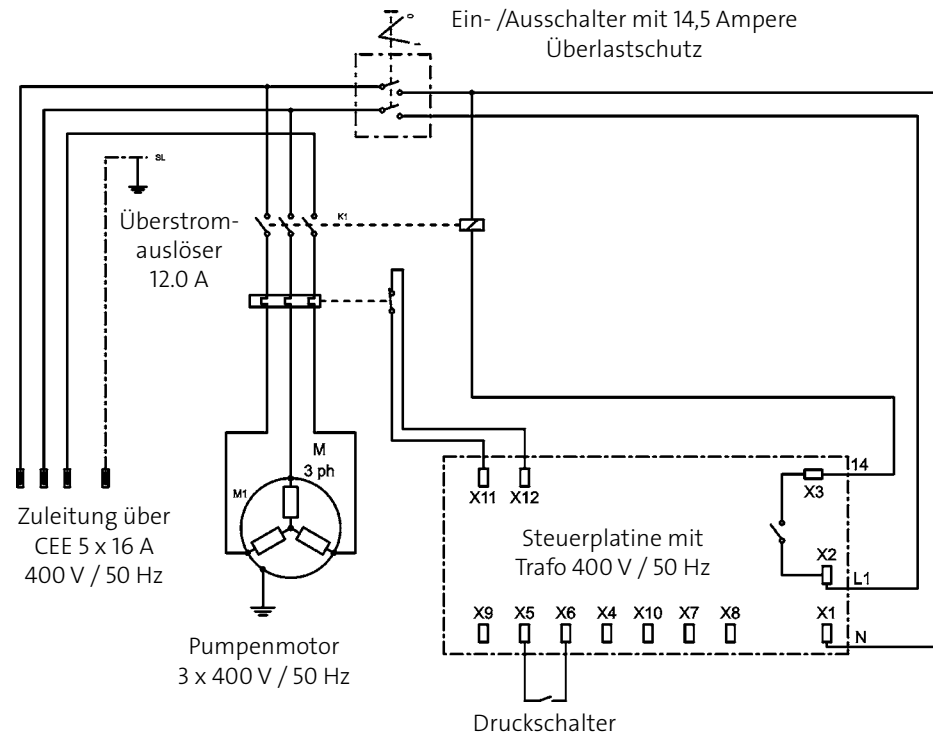 Ein- /Ausschalter mit 14,5 Ampere
Überlastschutz
SL
Überstrom-
auslöser
12.0 A
K1
M
3 ph
M1
Zuleitung über
CEE 5 x 16 A
400 V / 50 Hz
Pumpenmotor
3 x 400 V / 50 Hz
X11 X12
X3
14
Steuerplatine mit
Trafo 400 V / 50 Hz
X2
L1
X9 X5 X6 X4 X10 X7 X8 X1
N
Druckschalter